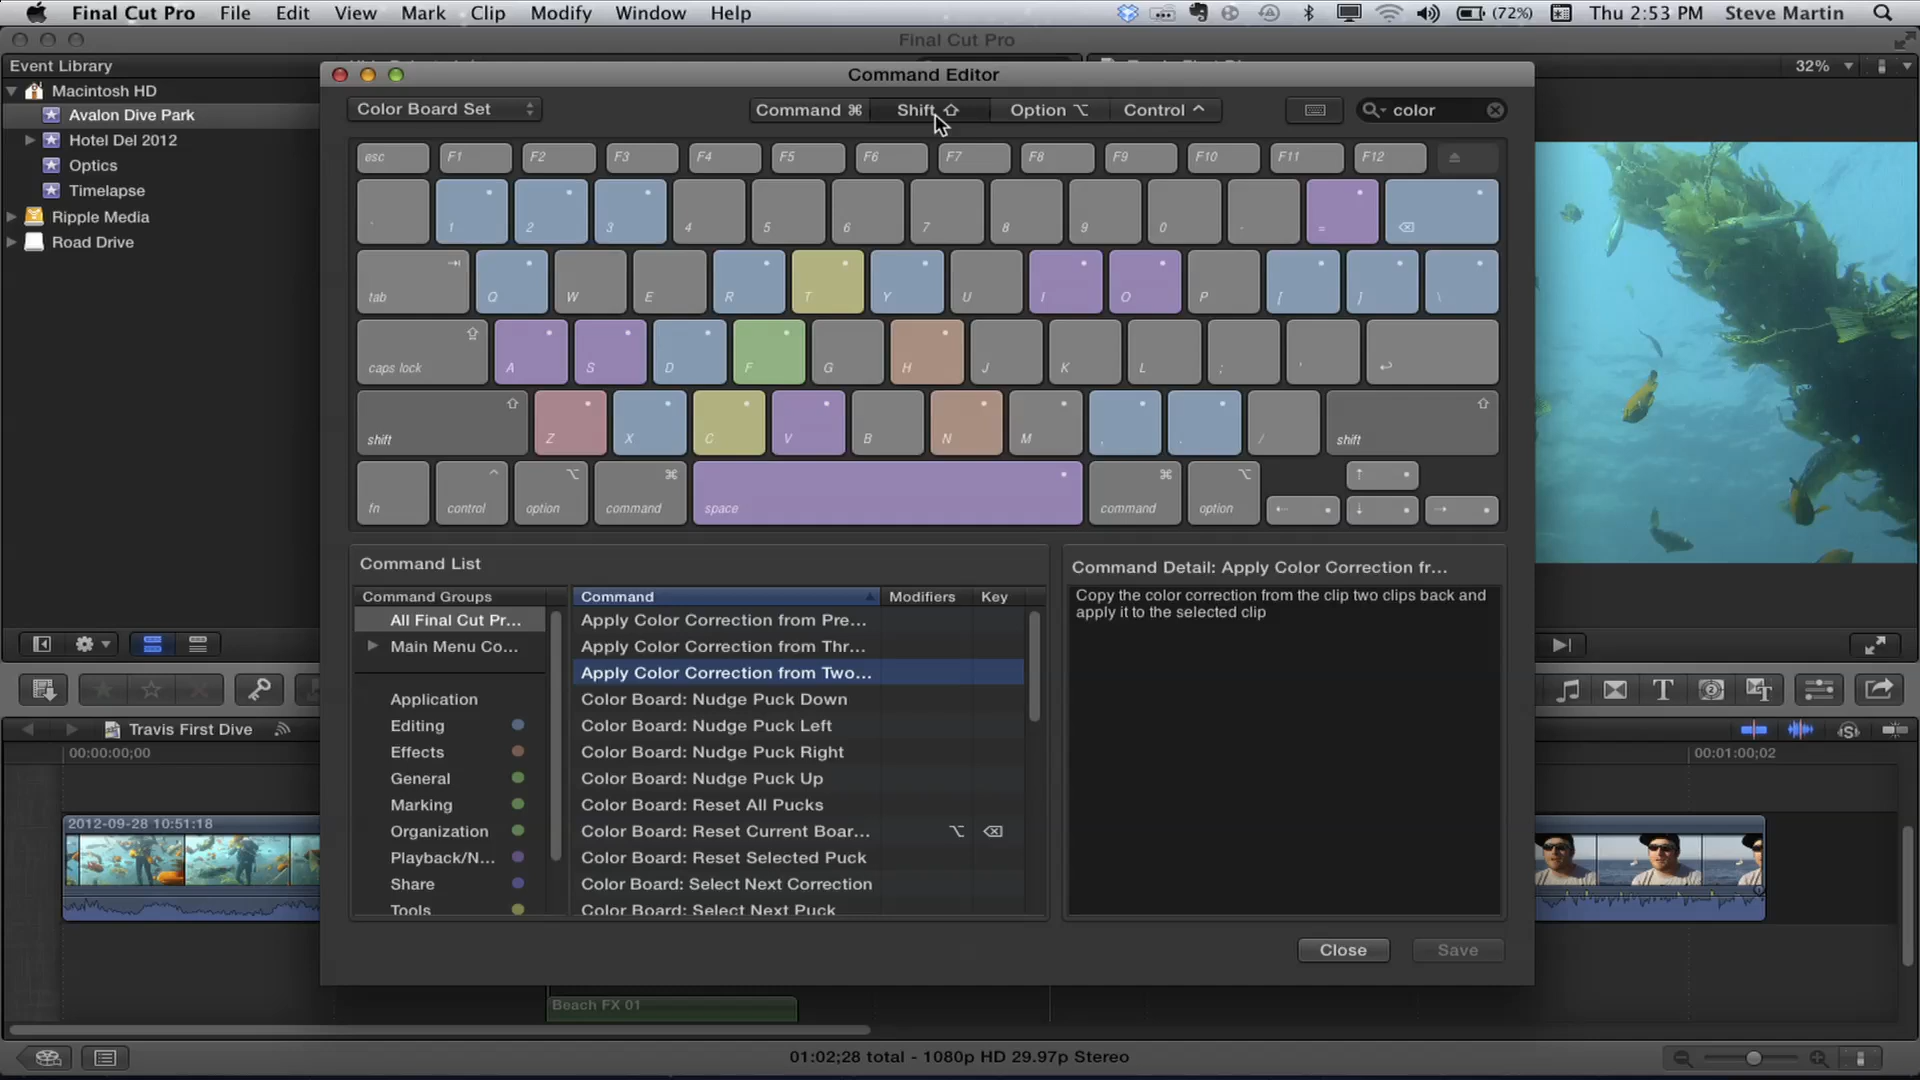 Final Cut Pro File Edit View Mark Clip Modify Window Help (72%) Thu 2:53 PM Steve Martin
Final Cut Pro
Event Library
32%
Macintosh HD
Avalon Dive Park
Hotel Del 2012
Optics
Timelapse
Ripple Media
Road Drive
Command Editor
Color Board Set
Command ⌘ Shift ⇧ Option ⌥ Control ^
color
esc F1 F2 F3 F4 F5 F6 F7 F8 F9 F10 F11 F12
` 1 2 3 4 5 6 7 8 9 0 - =
tab Q W E R T Y U I O P [ ] \
caps lock A S D F G H J K L ; '
shift Z X C V B N M , . / shift
fn control option command space command option
Command List
Command Groups
All Final Cut Pr...
Main Menu Co...
Application
Editing
Effects
General
Marking
Organization
Playback/N...
Share
Tools
Command Modifiers Key
Apply Color Correction from Pre...
Apply Color Correction from Thr...
Apply Color Correction from Two...
Color Board: Nudge Puck Down
Color Board: Nudge Puck Left
Color Board: Nudge Puck Right
Color Board: Nudge Puck Up
Color Board: Reset All Pucks
Color Board: Reset Current Boar... ⌥ ⌫
Color Board: Reset Selected Puck
Color Board: Select Next Correction
Color Board: Select Next Puck
Command Detail: Apply Color Correction fr...
Copy the color correction from the clip two clips back and
apply it to the selected clip
Close Save
Travis First Dive
00:00:00;00
00:01:00;02
2012-09-28 10:51:18
Beach FX 01
01:02;28 total - 1080p HD 29.97p Stereo